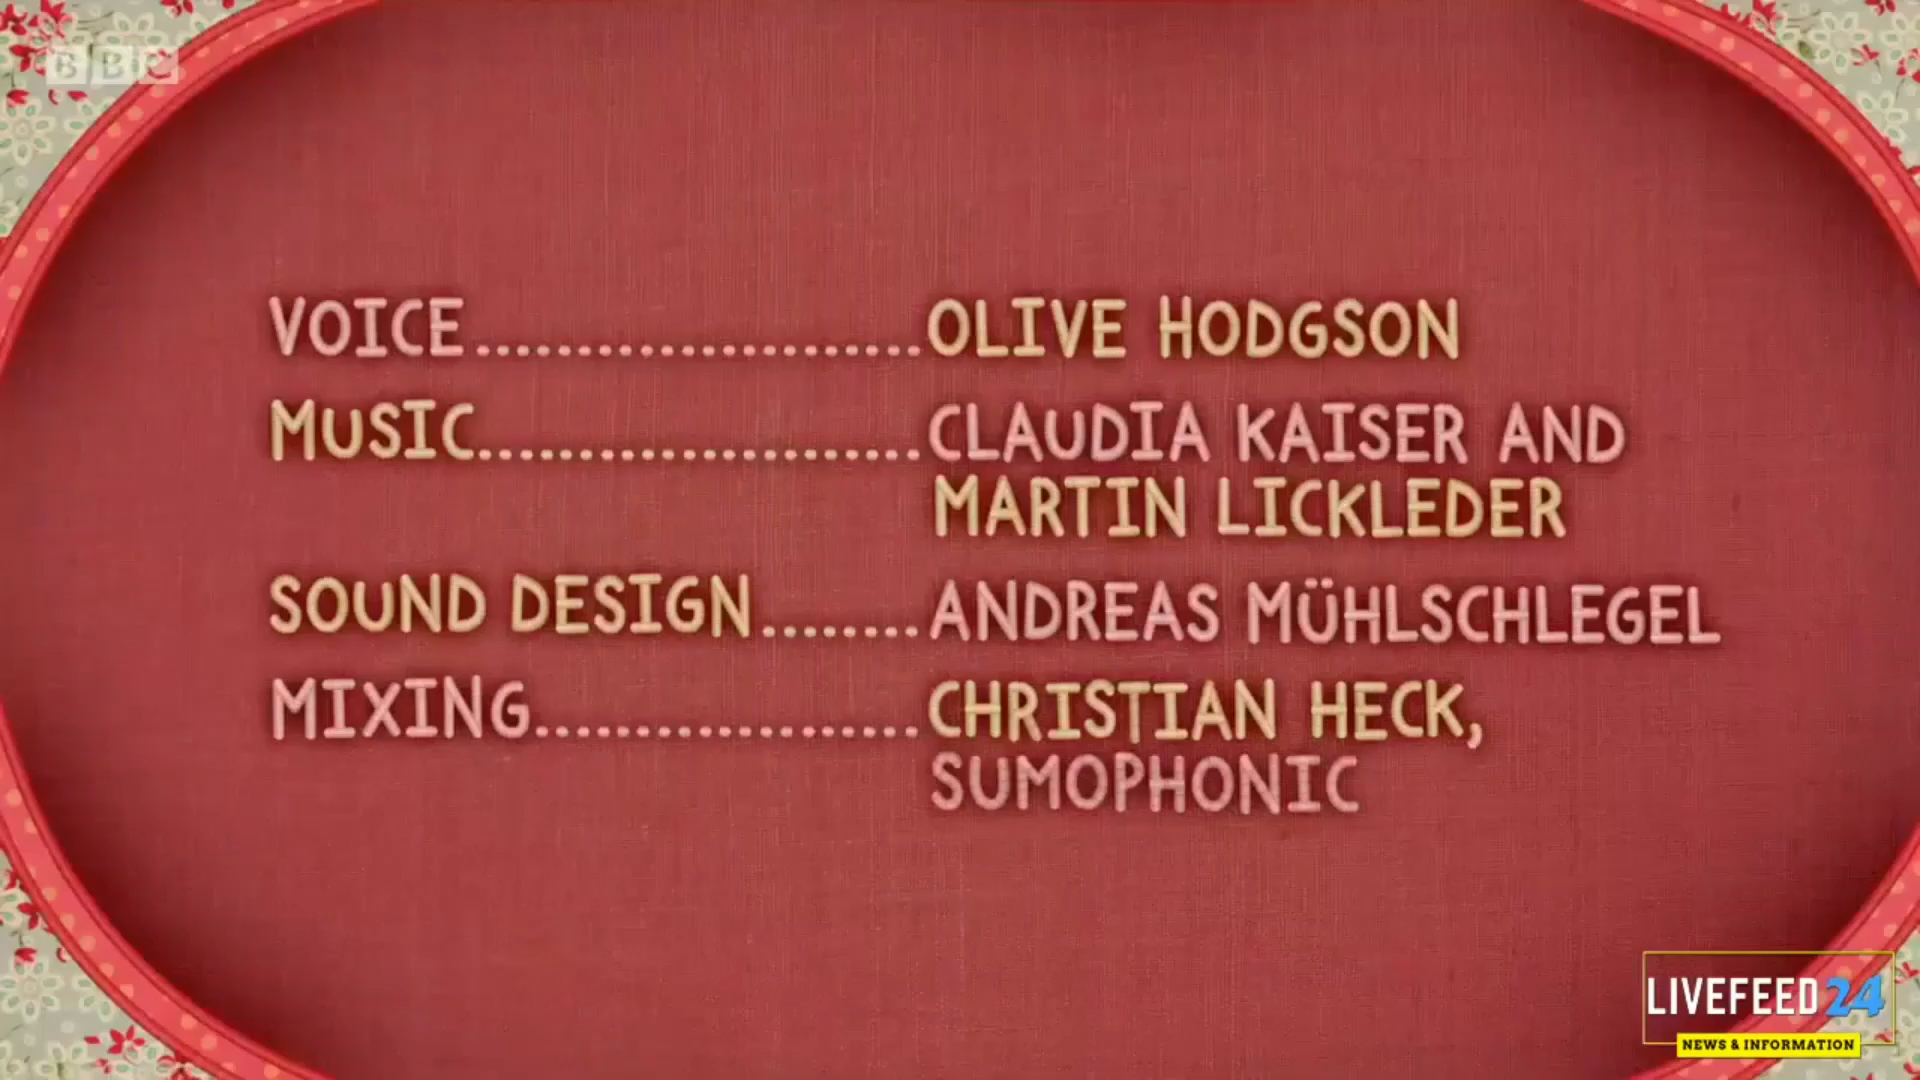 BBC
VOICE......................OLIVE HODGSON
MUSIC......................CLAUDIA KAISER AND
MARTIN LICKLEDER
SOUND DESIGN........ANDREAS MÜHLSCHLEGEL
MIXING...................CHRISTIAN HECK,
SUMOPHONIC
LIVEFEED24
NEWS & INFORMATION